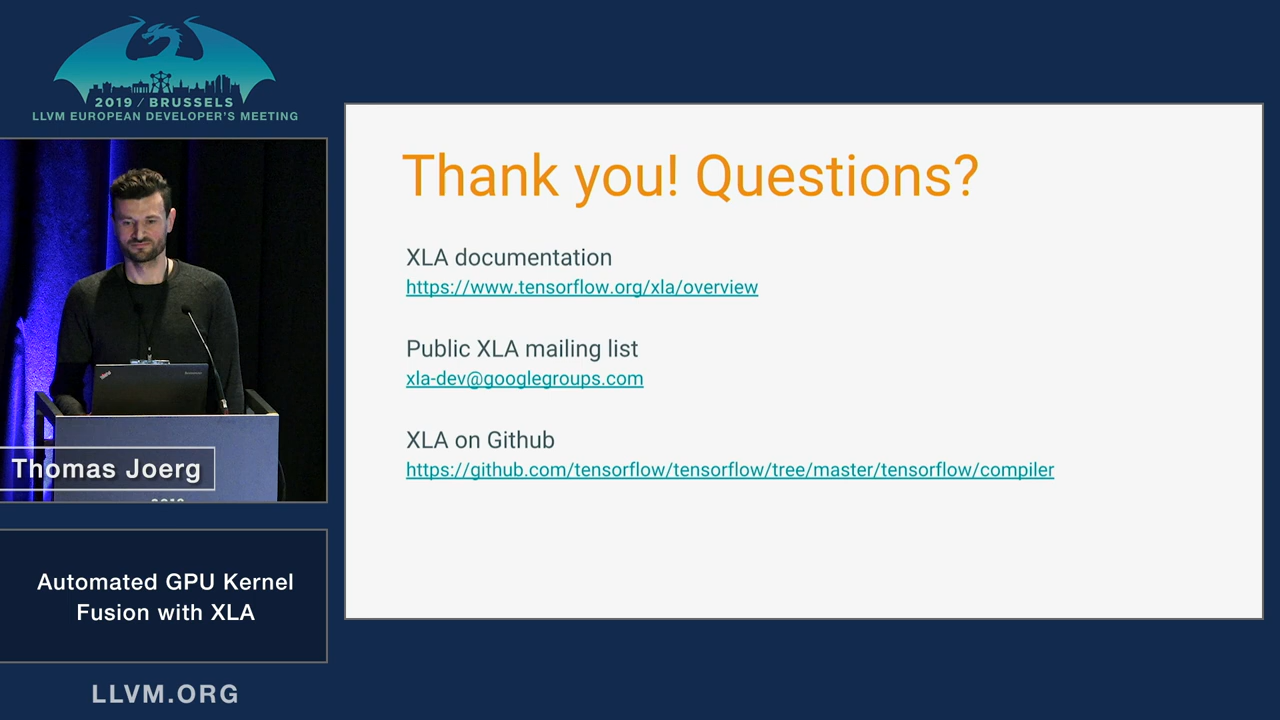 2019 / BRUSSELS
LLVM EUROPEAN DEVELOPER'S MEETING
Thomas Joerg
Automated GPU Kernel
Fusion with XLA
LLVM.ORG
Thank you! Questions?
XLA documentation
https://www.tensorflow.org/xla/overview
Public XLA mailing list
xla-dev@googlegroups.com
XLA on Github
https://github.com/tensorflow/tensorflow/tree/master/tensorflow/compiler